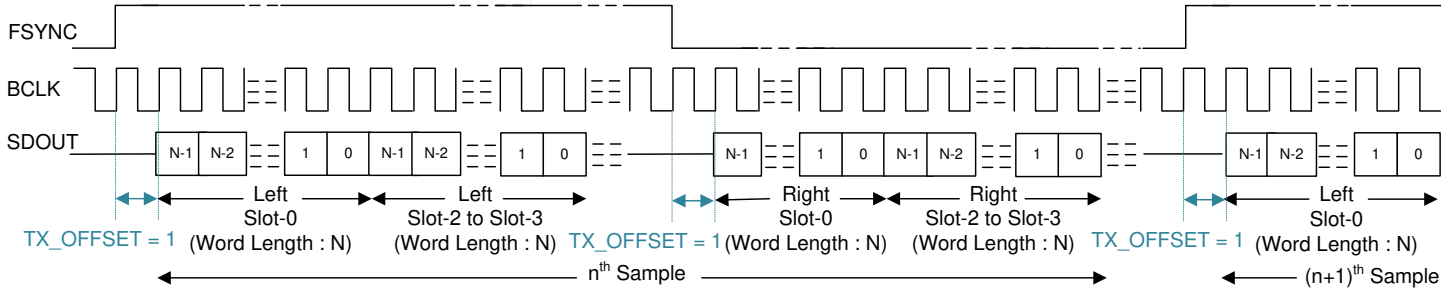 FSYNC
BCLK
SDOUT
N-1 N-2 1 0 N-1 N-2 1 0 N-1 1 0 N-1 N-2 1 0 N-1 N-2 1 0
TX_OFFSET = 1
Left
Slot-0
(Word Length : N)
Left
Slot-2 to Slot-3
(Word Length : N)
TX_OFFSET = 1
Right
Slot-0
(Word Length : N)
Right
Slot-2 to Slot-3
(Word Length : N)
TX_OFFSET = 1
Left
Slot-0
(Word Length : N)
nth Sample
(n+1)th Sample